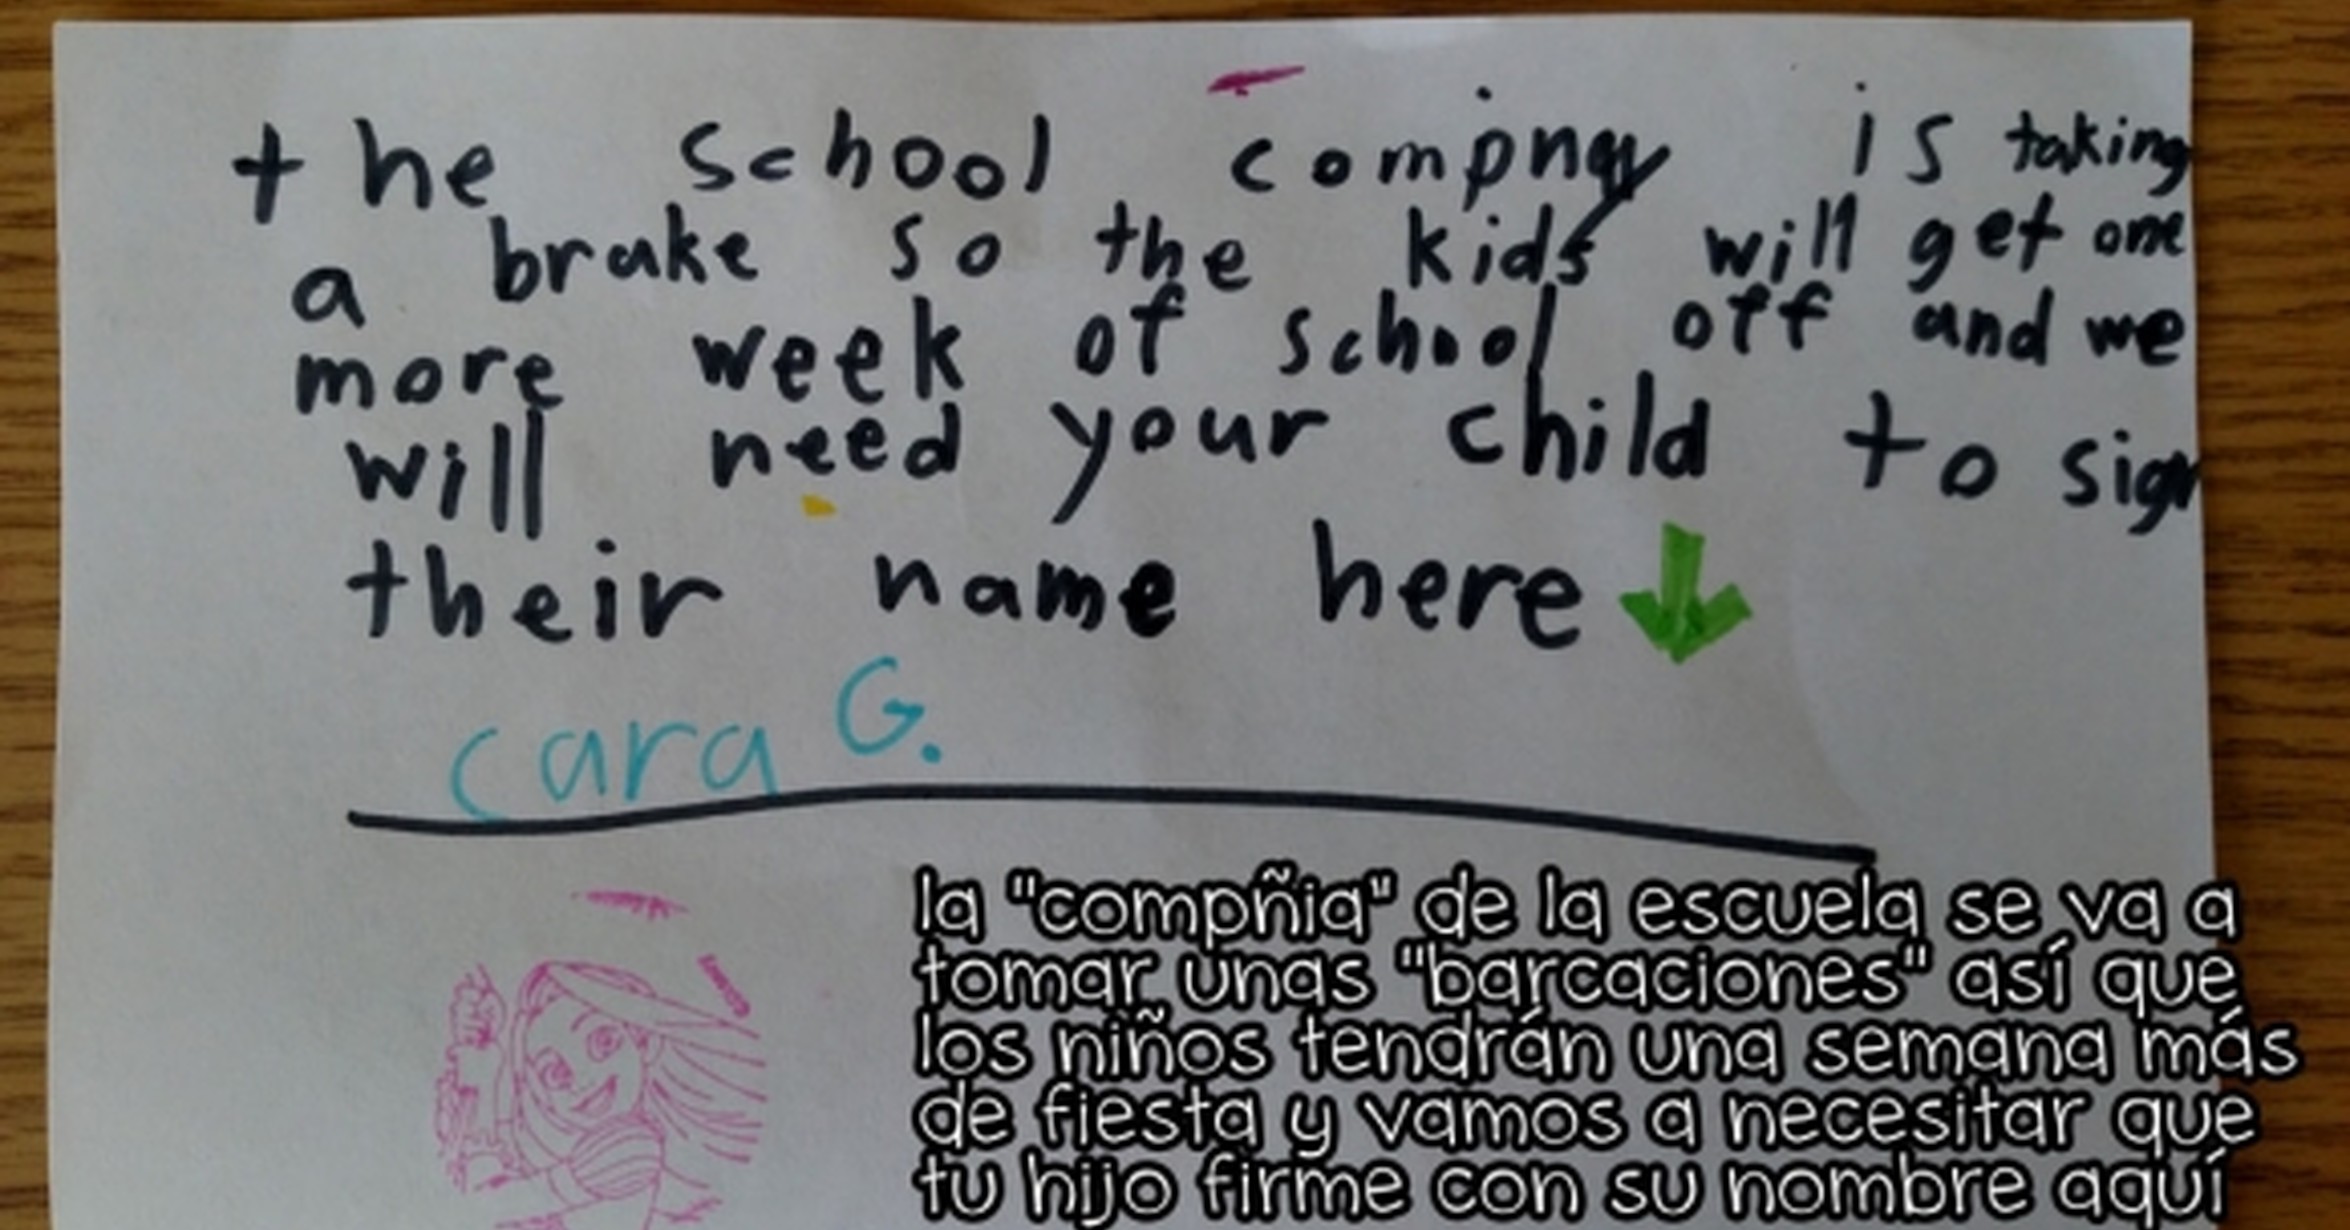 the school compnay is taking
a brake so the kids will get one
more week of school off and we
will need your child to sign
their name here
cara G.
la "compñia" de la escuela se va a
tomar unas "barcaciones" así que
los niños tendrán una semana más
de fiesta y vamos a necesitar que
tu hijo firme con su nombre aquí